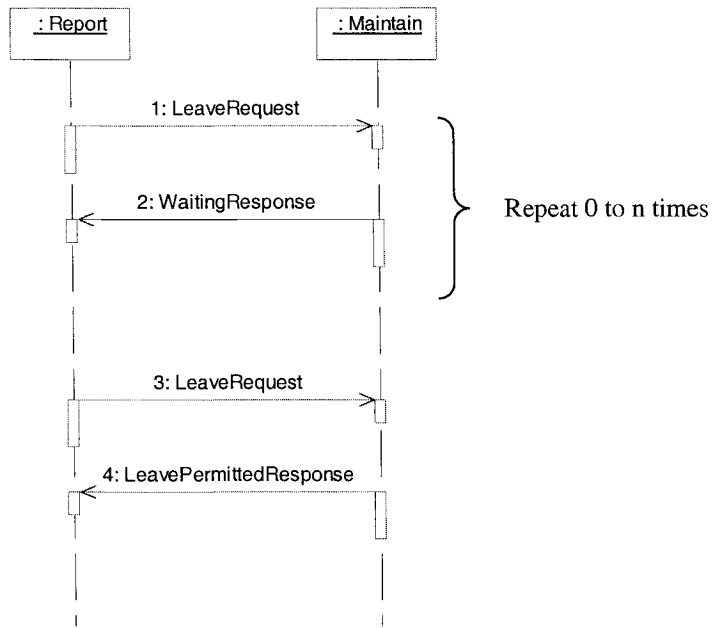 : Report
: Maintain
1: LeaveRequest
2: WaitingResponse
Repeat 0 to n times
3: LeaveRequest
4: LeavePermittedResponse